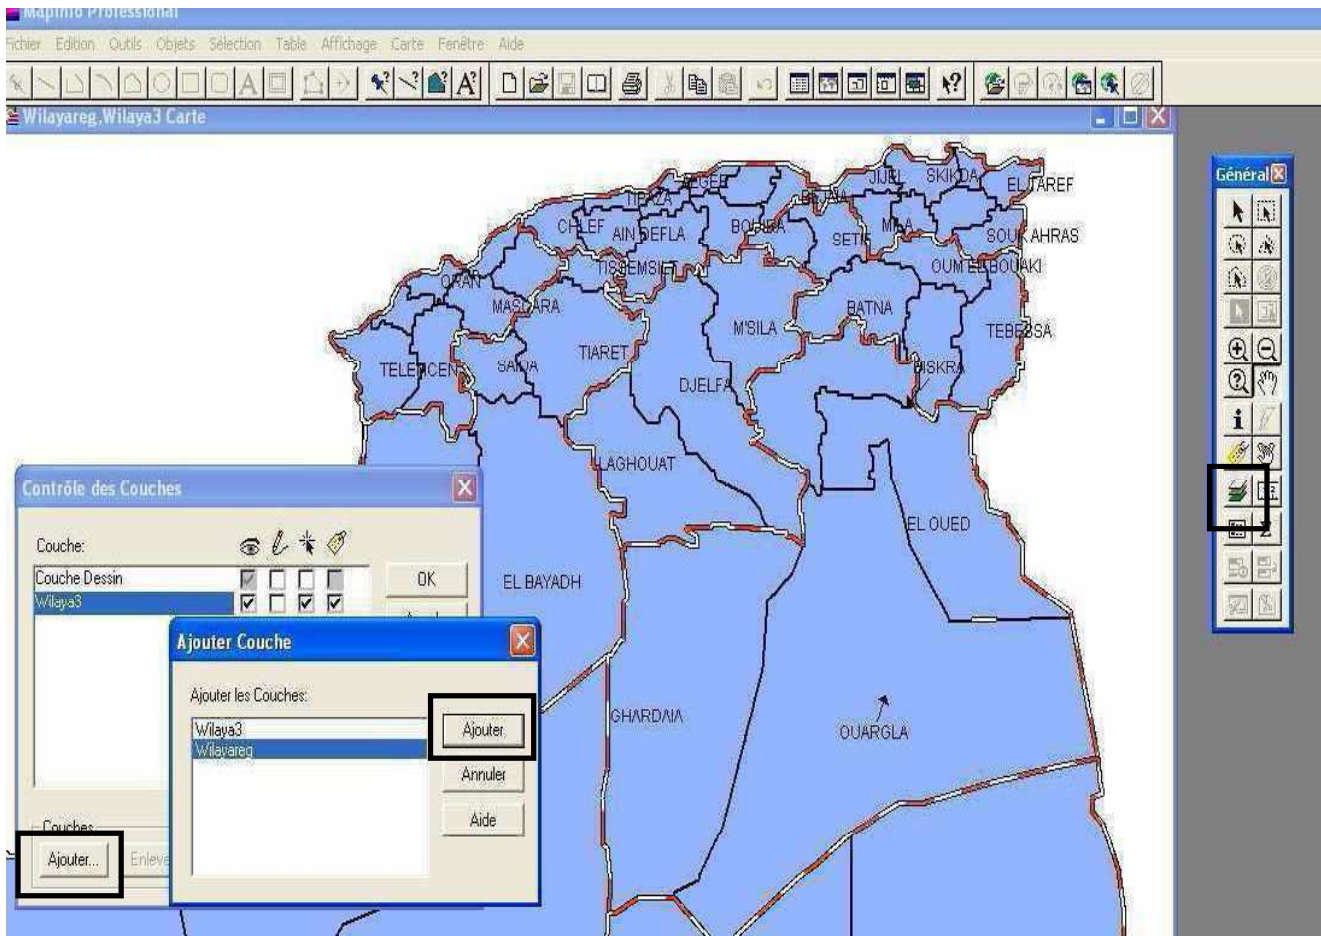 MapInfo Professional
Fichier Edition Outils Objets Sélection Table Affichage Carte Fenêtre Aide
Wilayareg,Wilaya3 Carte
Général
JIJEL
SKIKDA
EL TAREF
TIPAZA
BEJAIA
CHLEF
AIN DEFLA
BOUIRA
SETIF
MILA
SOUK AHRAS
TISSEMSILT
OUM EL BOUAKI
ORAN
MASCARA
BATNA
M'SILA
TEBESSA
TIARET
TELEMCEN
SAIDA
DJELFA
BISKRA
LAGHOUAT
EL OUED
EL BAYADH
GHARDAIA
OUARGLA
Contrôle des Couches
Couche:
Couche Dessin
OK
Wilaya3
Couches
Ajouter...
Ajouter Couche
Ajouter les Couches:
Wilaya3
Wilayareg
Ajouter
Annuler
Aide